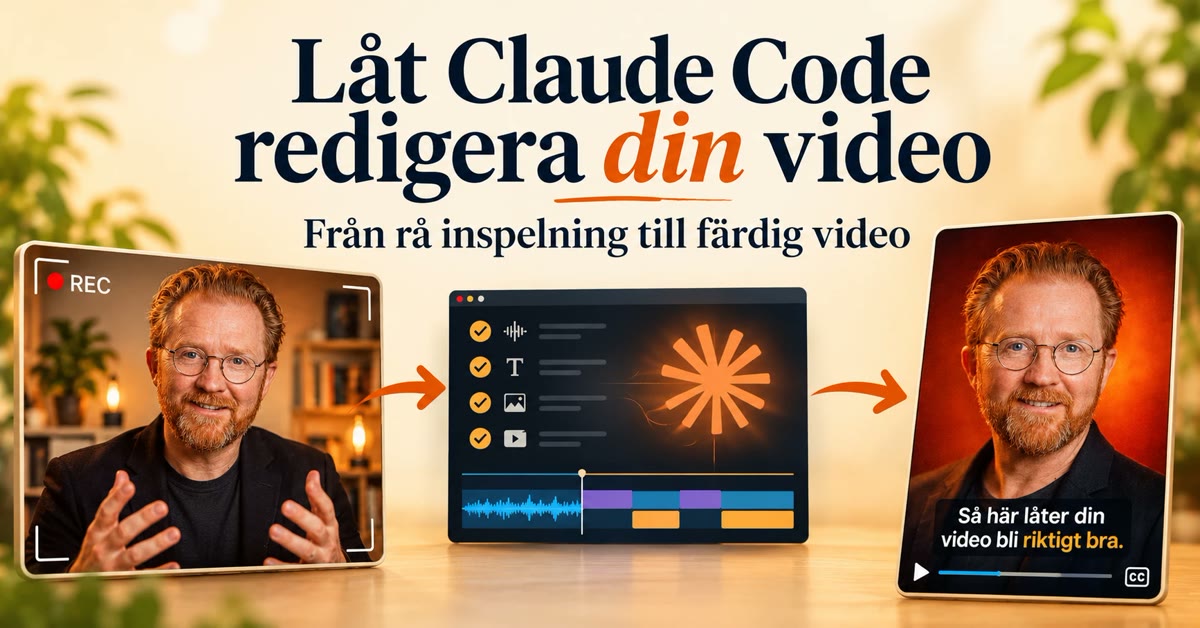 Låt Claude Code
redigera din video
Från rå inspelning till färdig video
REC
T
Så här låter din
video bli riktigt bra.
CC